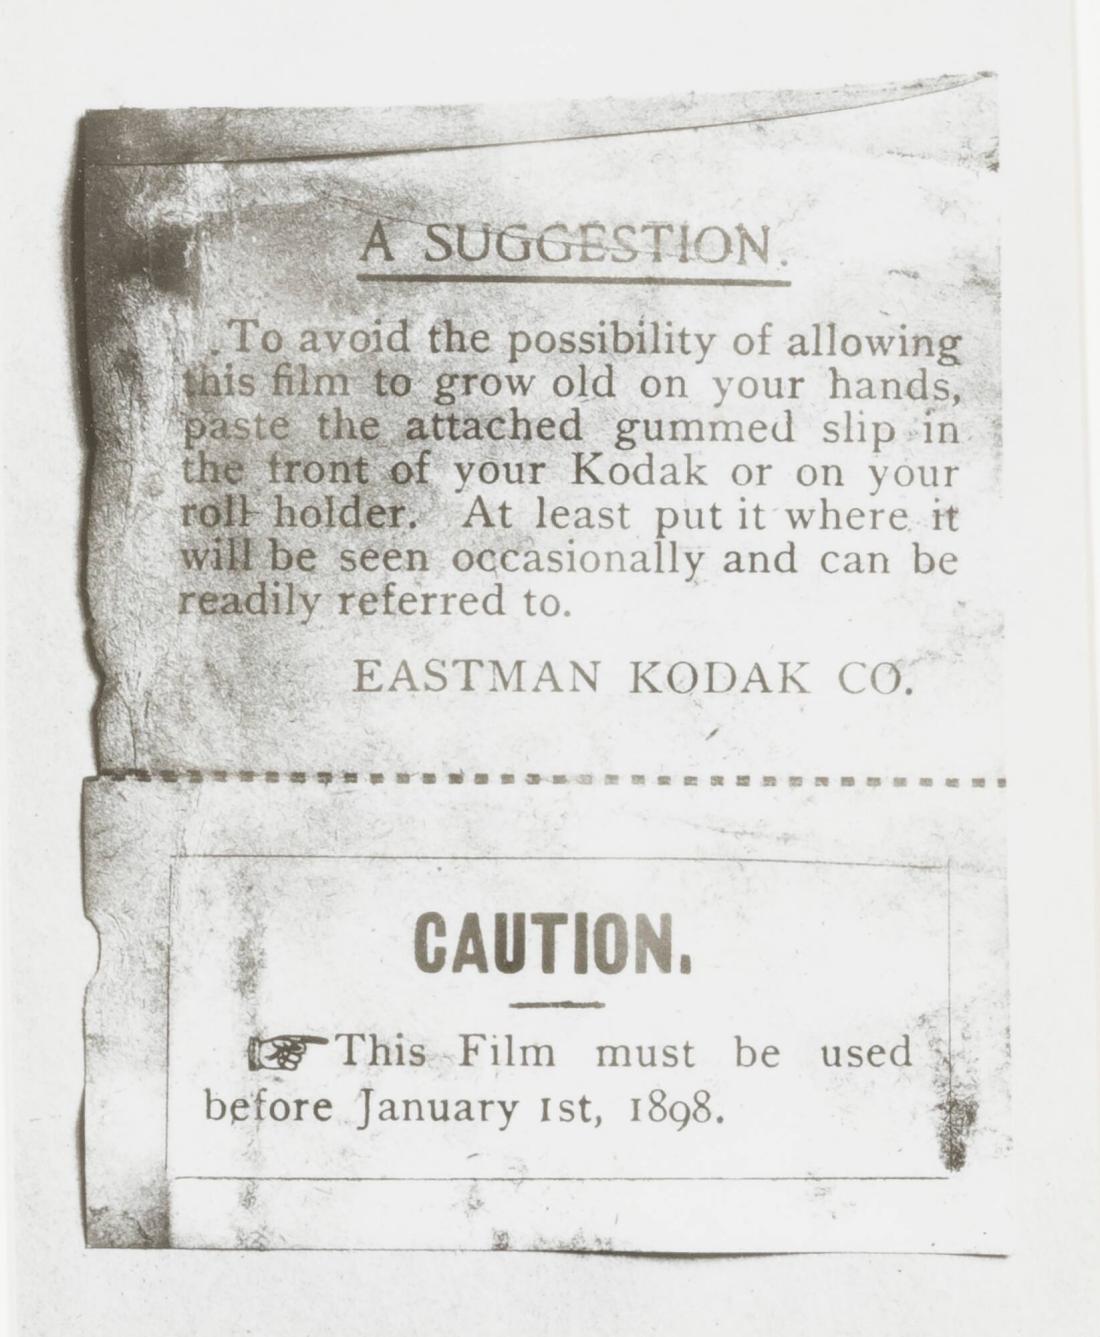 A SUGGESTION.
To avoid the possibility of allowing
this film to grow old on your hands,
paste the attached gummed slip in
the front of your Kodak or on your
roll holder. At least put it where it
will be seen occasionally and can be
readily referred to.
EASTMAN KODAK CO.
CAUTION.
☞This Film must be used
before January 1st, 1898.